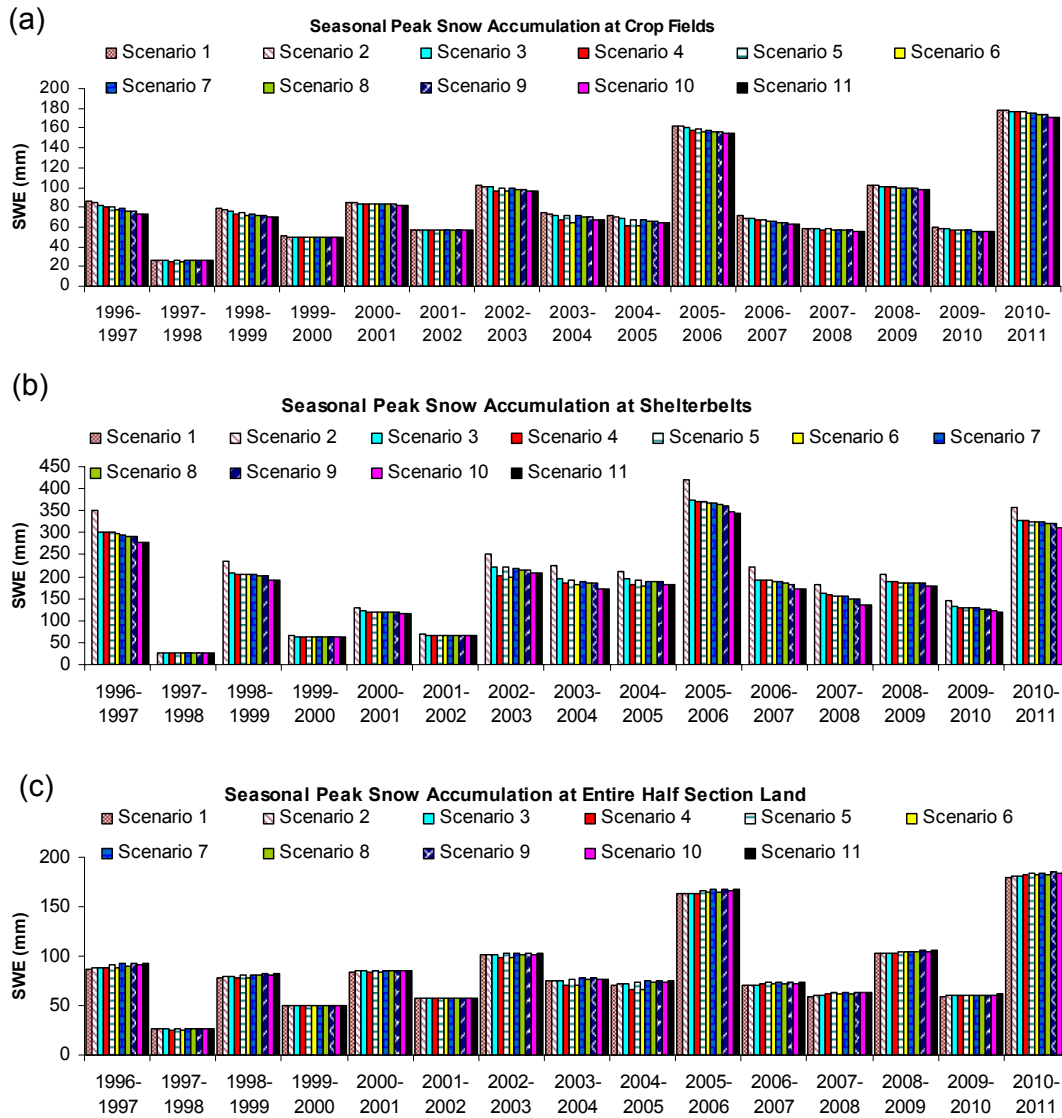 (a)
Seasonal Peak Snow Accumulation at Crop Fields
Scenario 1 Scenario 2 Scenario 3 Scenario 4 Scenario 5 Scenario 6
Scenario 7 Scenario 8 Scenario 9 Scenario 10 Scenario 11
SWE (mm)
200
180
160
140
120
100
80
60
40
20
0
1996- 1997- 1998- 1999- 2000- 2001- 2002- 2003- 2004- 2005- 2006- 2007- 2008- 2009- 2010-
1997 1998 1999 2000 2001 2002 2003 2004 2005 2006 2007 2008 2009 2010 2011
(b)
Seasonal Peak Snow Accumulation at Shelterbelts
Scenario 1 Scenario 2 Scenario 3 Scenario 4 Scenario 5 Scenario 6 Scenario 7
Scenario 8 Scenario 9 Scenario 10 Scenario 11
SWE (mm)
450
400
350
300
250
200
150
100
50
0
1996- 1997- 1998- 1999- 2000- 2001- 2002- 2003- 2004- 2005- 2006- 2007- 2008- 2009- 2010-
1997 1998 1999 2000 2001 2002 2003 2004 2005 2006 2007 2008 2009 2010 2011
(c)
Seasonal Peak Snow Accumulation at Entire Half Section Land
Scenario 1 Scenario 2 Scenario 3 Scenario 4 Scenario 5 Scenario 6
Scenario 7 Scenario 8 Scenario 9 Scenario 10 Scenario 11
SWE (mm)
200
150
100
50
0
1996- 1997- 1998- 1999- 2000- 2001- 2002- 2003- 2004- 2005- 2006- 2007- 2008- 2009- 2010-
1997 1998 1999 2000 2001 2002 2003 2004 2005 2006 2007 2008 2009 2010 2011